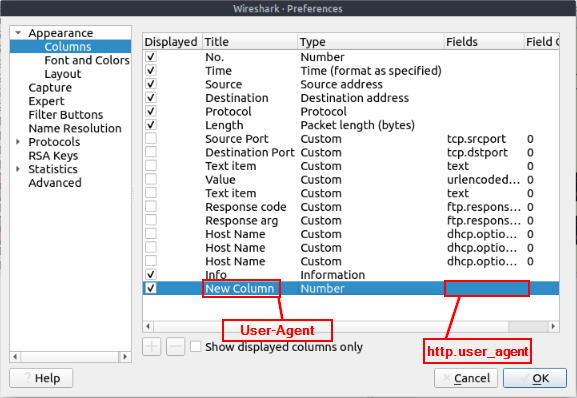 Wireshark · Preferences
Appearance
Columns
Font and Colors
Layout
Capture
Expert
Filter Buttons
Name Resolution
Protocols
RSA Keys
Statistics
Advanced
Displayed Title Type Fields Field O
No. Number
Time Time (format as specified)
Source Source address
Destination Destination address
Protocol Protocol
Length Packet length (bytes)
Source Port Custom tcp.srcport 0
Destination Port Custom tcp.dstport 0
Text item Custom text 0
Value Custom urlencoded... 0
Text item Custom text 0
Response code Custom ftp.respons... 0
Response arg Custom ftp.respons... 0
Host Name Custom dhcp.optio... 0
Host Name Custom dhcp.optio... 0
Host Name Custom dhcp.optio... 0
Info Information
New Column Number
User-Agent
http.user_agent
Show displayed columns only
? Help
Cancel
OK